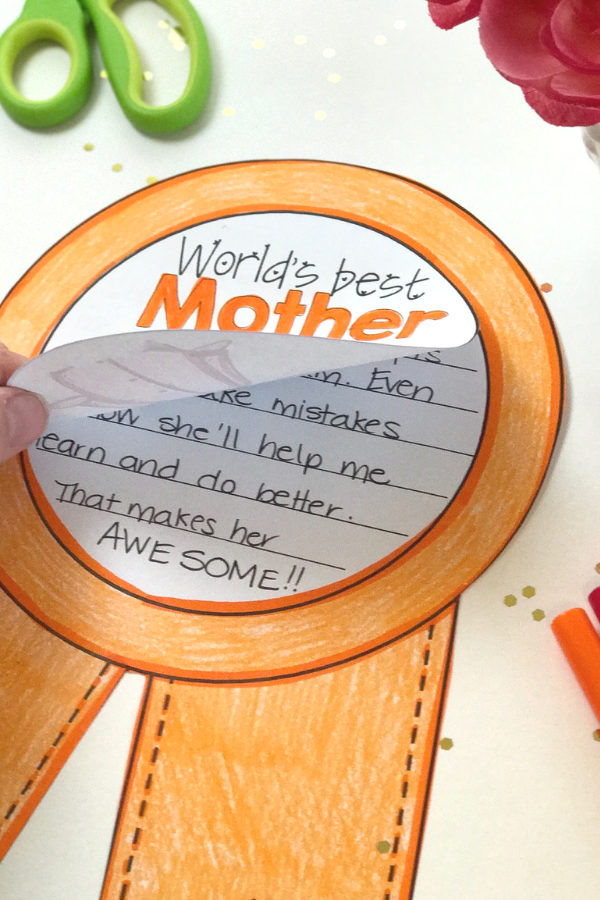 World's best
Mother
Even
mistakes
she'll help me
learn and do better.
That makes her
AWESOME!!